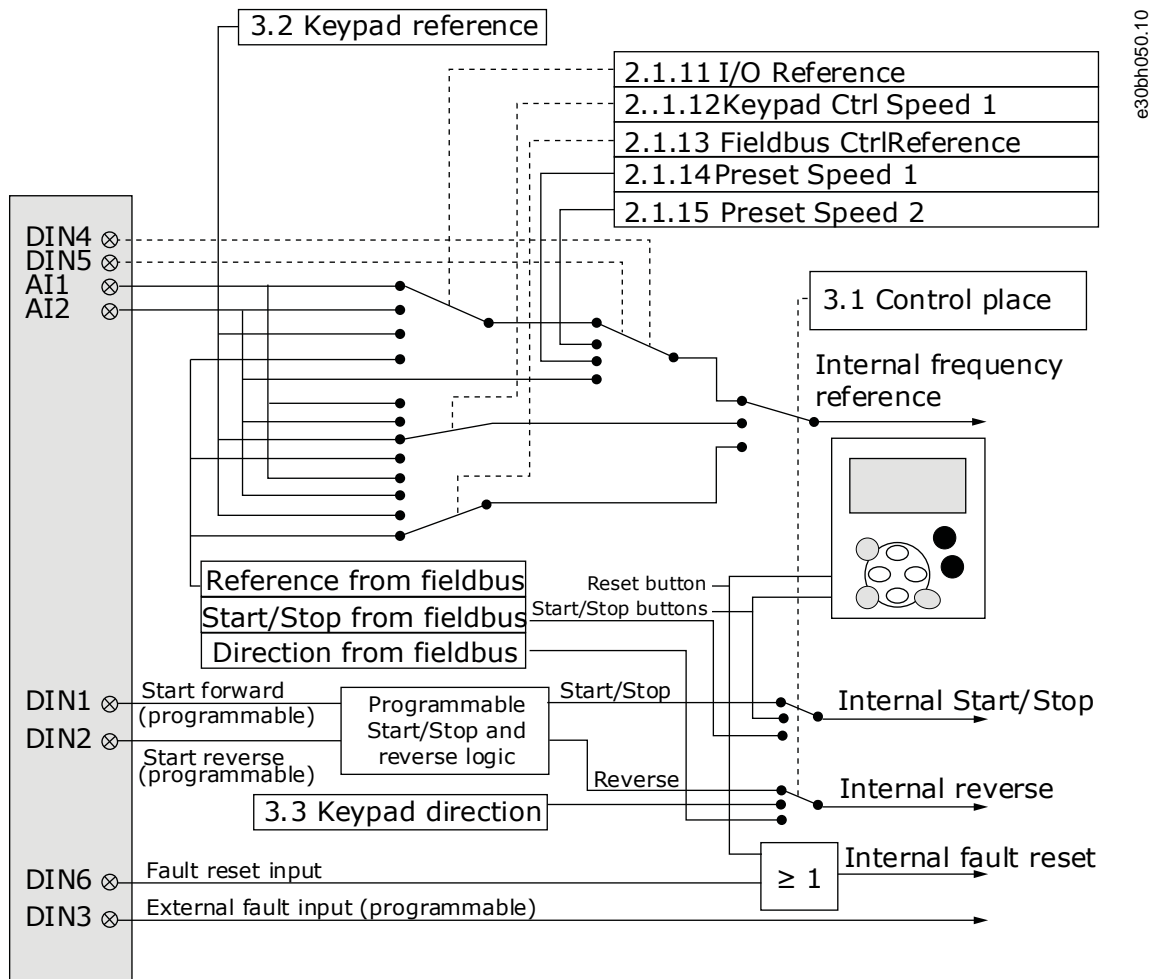 3.2 Keypad reference
e30bh050.10
2.1.11 I/O Reference
2..1.12Keypad Ctrl Speed 1
2.1.13 Fieldbus CtrlReference
2.1.14Preset Speed 1
2.1.15 Preset Speed 2
DIN4
DIN5
AI1
AI2
3.1 Control place
Internal frequency
reference
Reference from fieldbus
Start/Stop from fieldbus
Direction from fieldbus
Reset button
Start/Stop buttons
DIN1
Start forward
(programmable)
DIN2
Start reverse
(programmable)
Programmable
Start/Stop and
reverse logic
Start/Stop
Internal Start/Stop
Reverse
Internal reverse
3.3 Keypad direction
Internal fault reset
≥ 1
DIN6
Fault reset input
DIN3
External fault input (programmable)